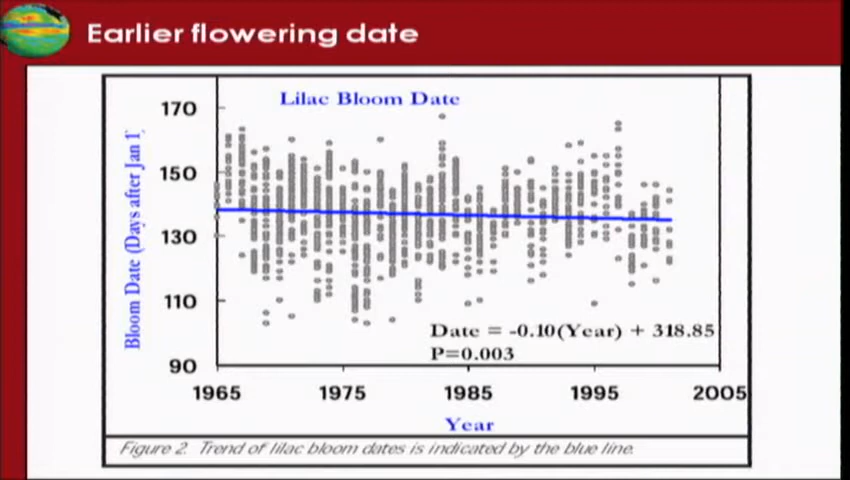 Earlier flowering date
Lilac Bloom Date
Bloom Date (Days after Jan 1)
170
150
130
110
90
Date = -0.10(Year) + 318.85
P=0.003
1965 1975 1985 1995 2005
Year
Figure 2. Trend of lilac bloom dates is indicated by the blue line.